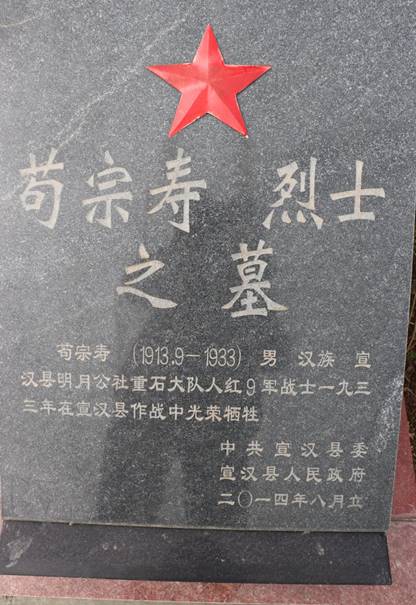 苟宗寿 烈士
之 墓
苟宗寿 (1913.9—1933) 男 汉族 宣
汉县明月公社重石大队人红9军战士一九三
三年在宣汉县作战中光荣牺牲
中共宣汉县委
宣汉县人民政府
二〇一四年八月立